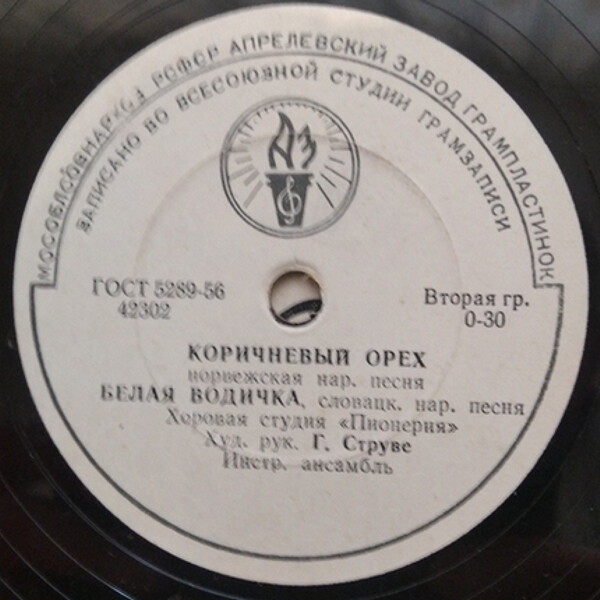 МОСОБЛСОВНАРХОЗ РСФСР АПРЕЛЕВСКИЙ ЗАВОД ГРАМПЛАСТИНОК
ЗАПИСАНО ВО ВСЕСОЮЗНОЙ СТУДИИ ГРАМЗАПИСИ
АЗ
ГОСТ 5289-56
42302
Вторая гр.
0-30
КОРИЧНЕВЫЙ ОРЕХ
норвежская нар. песня
БЕЛАЯ ВОДИЧКА, словацк. нар. песня
Хоровая студия «Пионерия»
Худ. рук. Г. Струве
Инстр. ансамбль